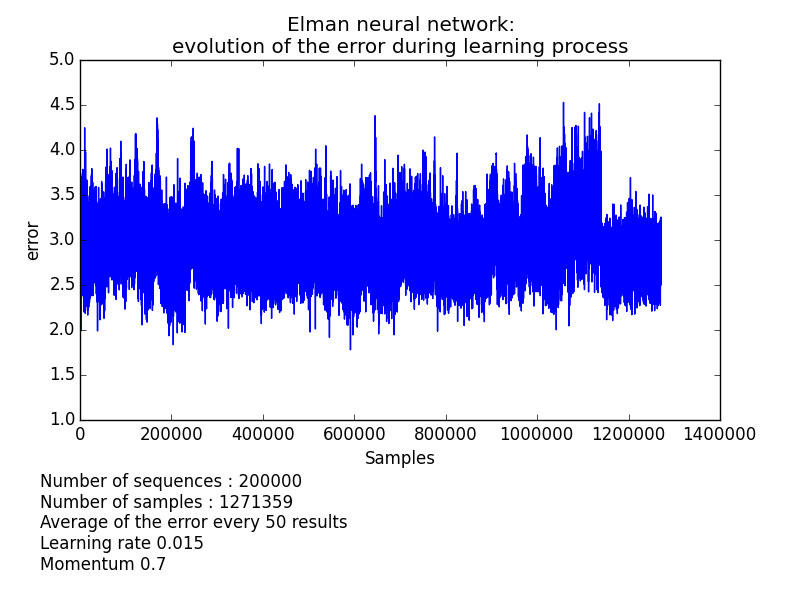 Elman neural network:
evolution of the error during learning process
5.0
4.5
4.0
3.5
3.0
2.5
2.0
1.5
1.0
error
0 200000 400000 600000 800000 1000000 1200000 1400000
Samples
Number of sequences : 200000
Number of samples : 1271359
Average of the error every 50 results
Learning rate 0.015
Momentum 0.7